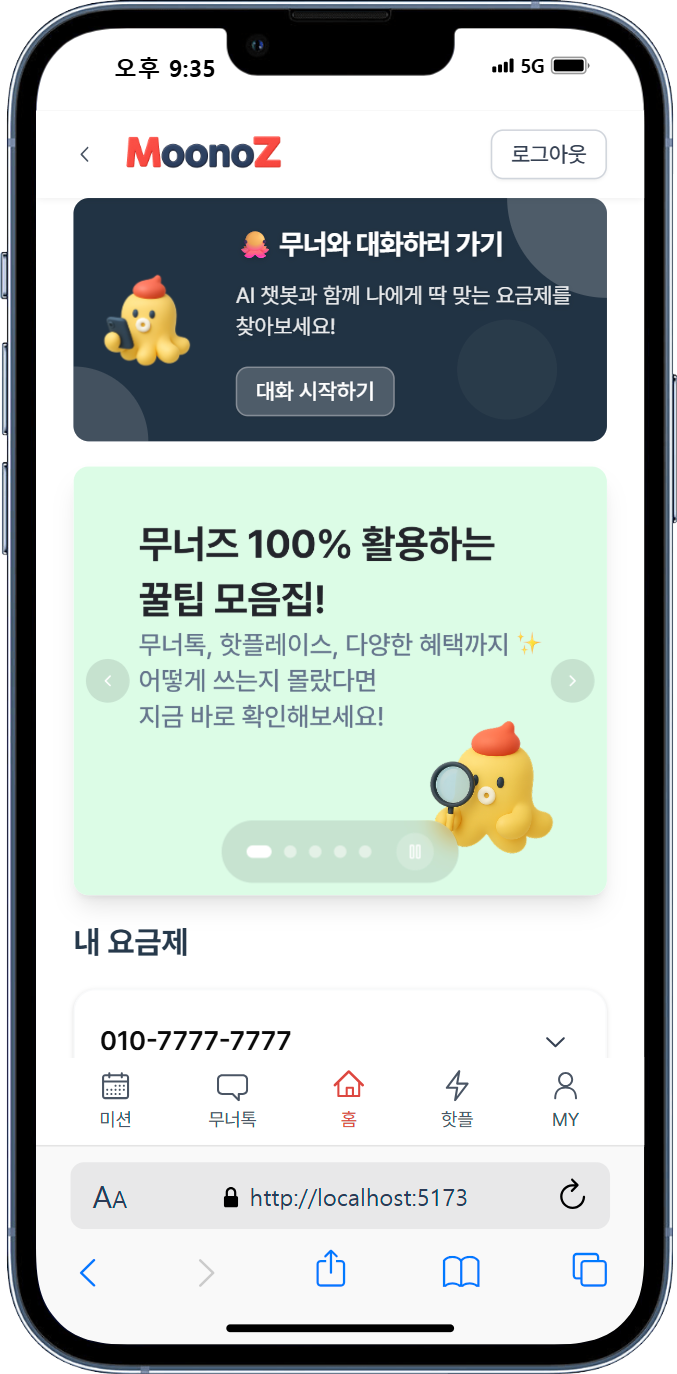 오후 9:35
5G
MoonoZ
로그아웃
무너와 대화하러 가기
AI 챗봇과 함께 나에게 딱 맞는 요금제를
찾아보세요!
대화 시작하기
무너즈 100% 활용하는
꿀팁 모음집!
무너톡, 핫플레이스, 다양한 혜택까지 ✨
어떻게 쓰는지 몰랐다면
지금 바로 확인해보세요!
내 요금제
010-7777-7777
미션
무너톡
홈
핫플
MY
AA
http://localhost:5173